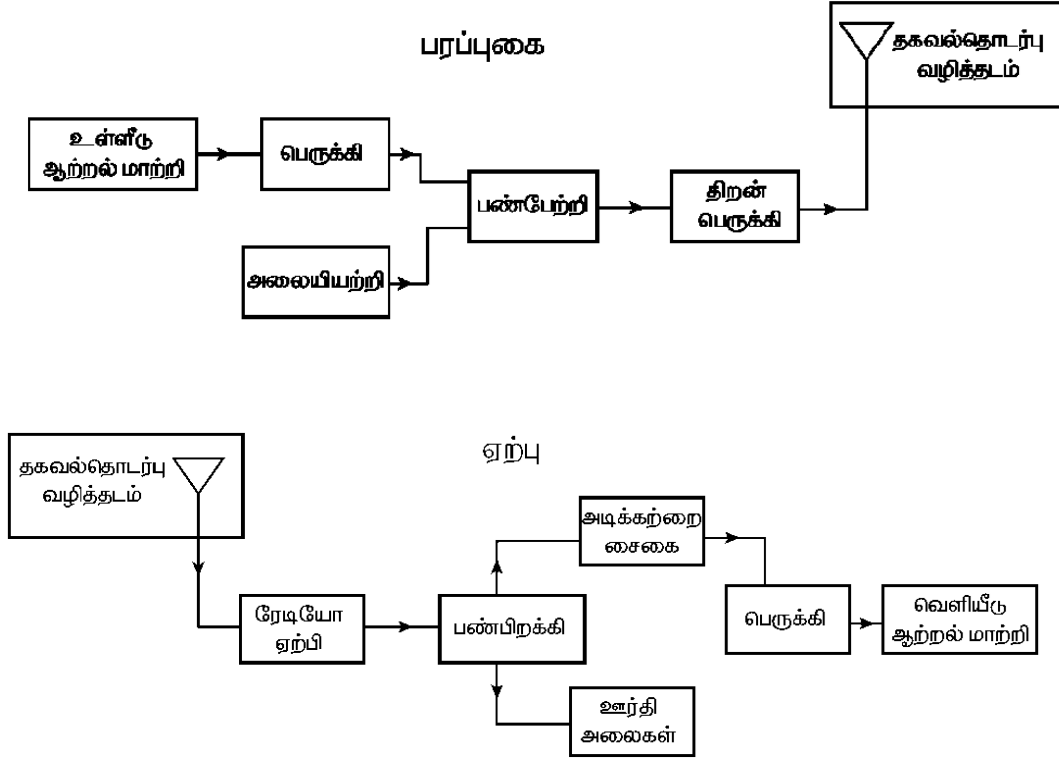 பரப்புகை
தகவல்தொடர்பு
வழித்தடம்
உள்ளீடு
ஆற்றல் மாற்றி
பெருக்கி
பண்பேற்றி
திறன்
பெருக்கி
அலையியற்றி
ஏற்பு
தகவல்தொடர்பு
வழித்தடம்
அடிக்கற்றை
சைகை
ரேடியோ
ஏற்பி
பண்பிறக்கி
பெருக்கி
வெளியீடு
ஆற்றல் மாற்றி
ஊர்தி
அலைகள்